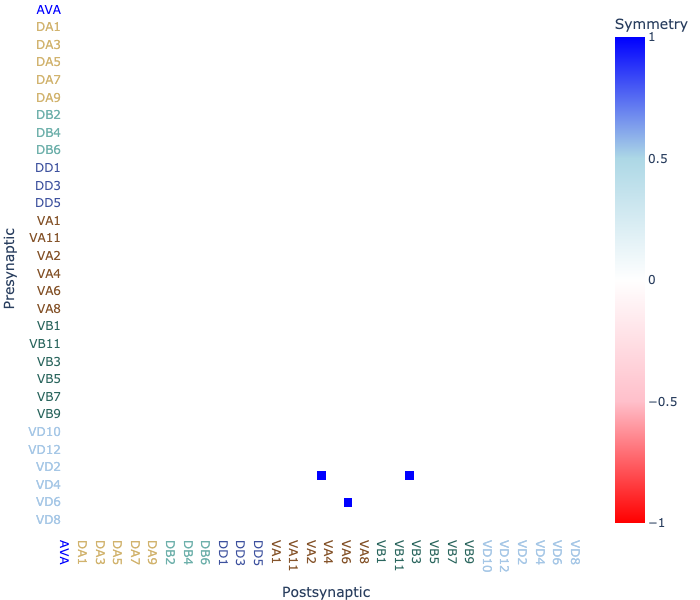 Symmetry
1
0.5
0
−0.5
−1
Presynaptic
AVA
DA1
DA3
DA5
DA7
DA9
DB2
DB4
DB6
DD1
DD3
DD5
VA1
VA11
VA2
VA4
VA6
VA8
VB1
VB11
VB3
VB5
VB7
VB9
VD10
VD12
VD2
VD4
VD6
VD8
AVA DA1 DA3 DA5 DA7 DA9 DB2 DB4 DB6 DD1 DD3 DD5 VA1 VA11 VA2 VA4 VA6 VA8 VB1 VB11 VB3 VB5 VB7 VB9 VD10 VD12 VD2 VD4 VD6 VD8
Postsynaptic